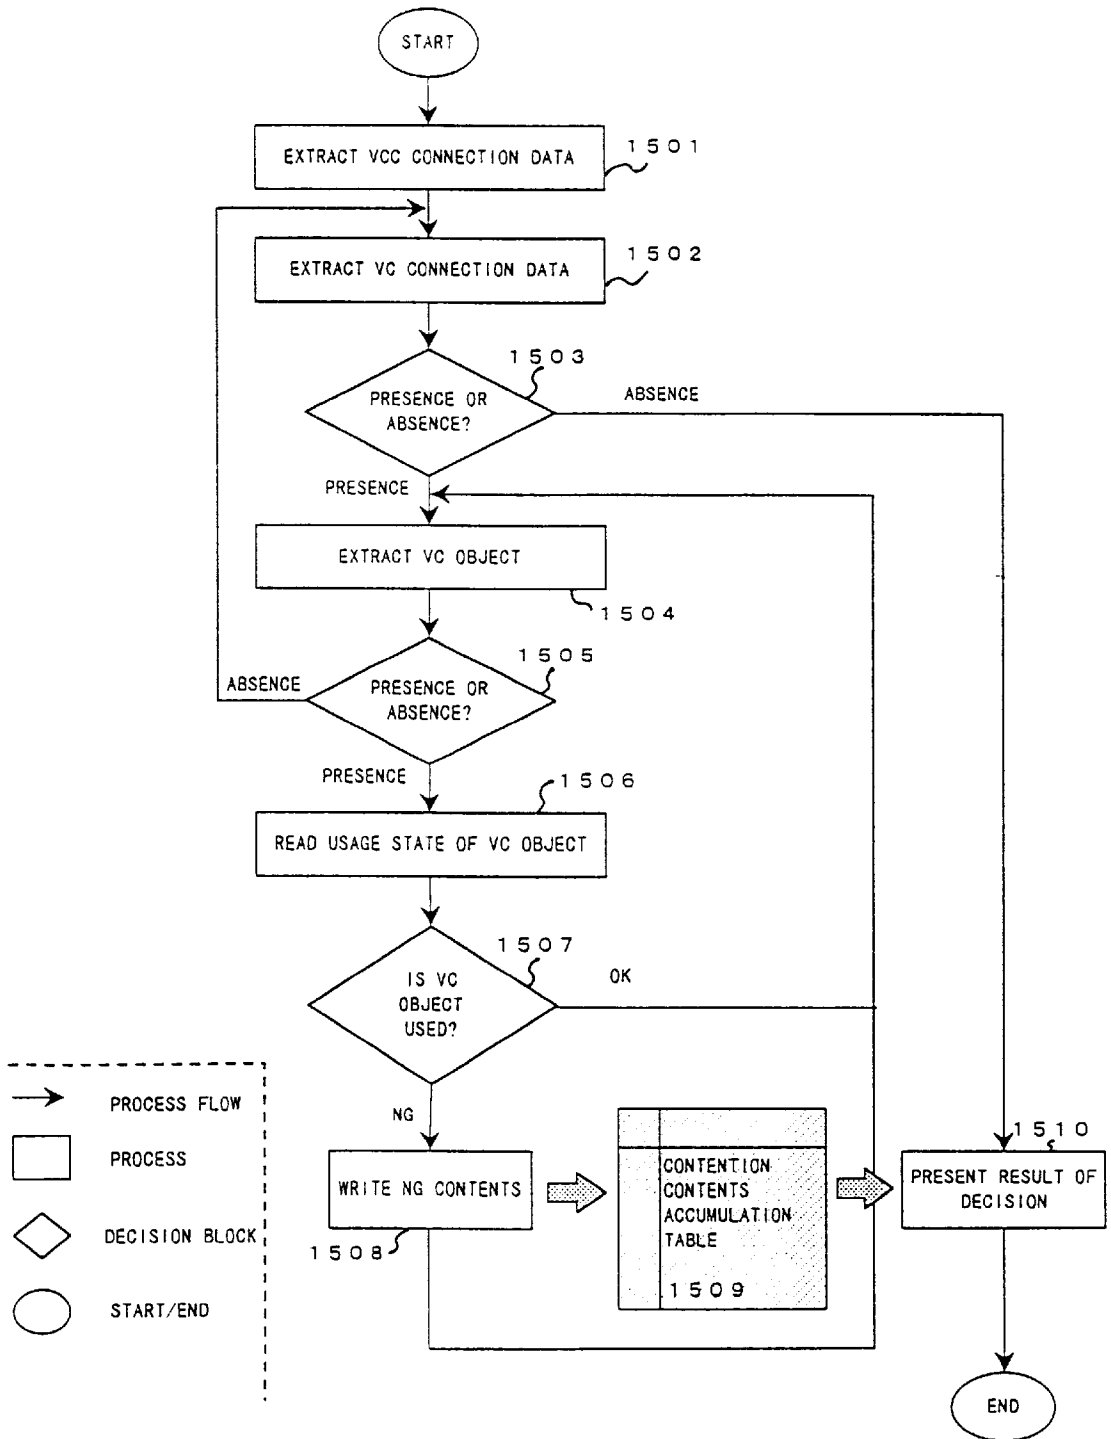 START
EXTRACT VCC CONNECTION DATA
1501
EXTRACT VC CONNECTION DATA
1502
1503
PRESENCE OR
ABSENCE?
ABSENCE
PRESENCE
EXTRACT VC OBJECT
1504
1505
PRESENCE OR
ABSENCE?
ABSENCE
PRESENCE
1506
READ USAGE STATE OF VC OBJECT
1507
IS VC
OBJECT
USED?
OK
NG
WRITE NG CONTENTS
1508
CONTENTION
CONTENTS
ACCUMULATION
TABLE
1509
1510
PRESENT RESULT OF
DECISION
END
PROCESS FLOW
PROCESS
DECISION BLOCK
START/END